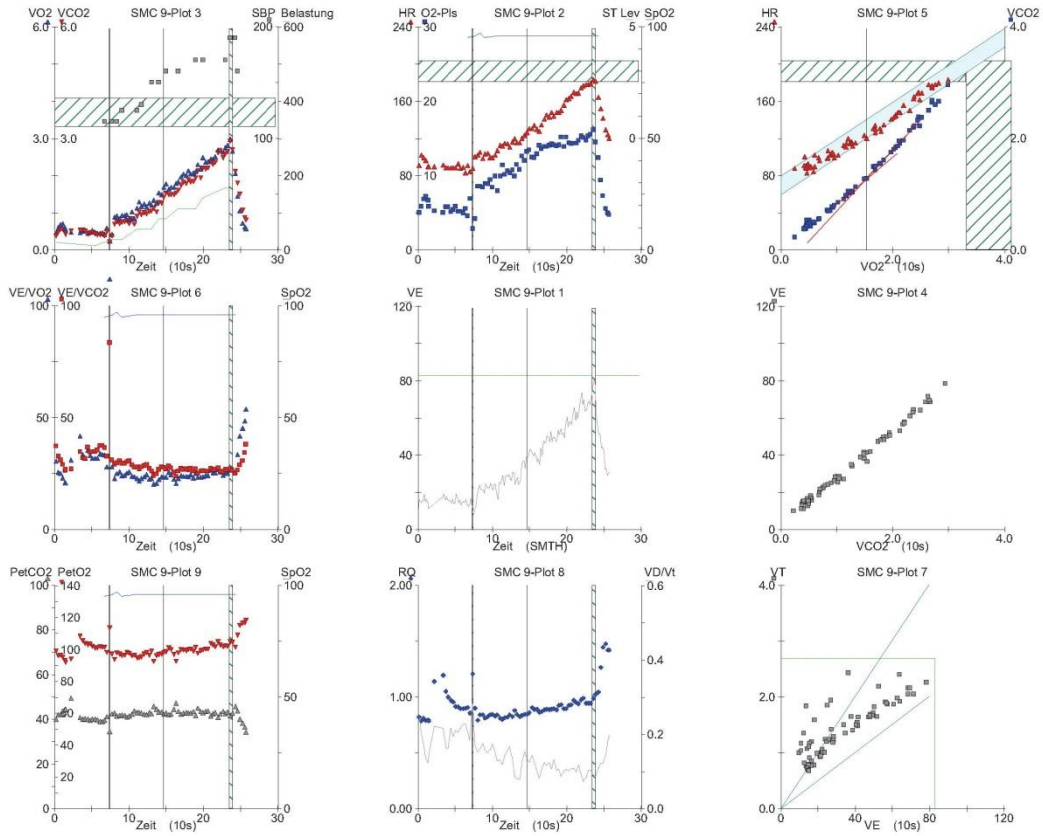 VO2 VCO2 SMC 9-Plot 3 SBP Belastung
6.0 6.0 200 600
400
3.0 3.0 100
200
0.0 0 0
0 10 20 30
Zeit (10s)
HR O2-Pls SMC 9-Plot 2 ST Lev SpO2
240 30 5 100
160 20
0 50
80 10
0 0 5 0
0 10 20 30
Zeit (10s)
HR SMC 9-Plot 5 VCO2
240 4.0
160
2.0
80
0 0.0
0.0 2.0 4.0
VO2 (10s)
VE/VO2 VE/VCO2 SMC 9-Plot 6 SpO2
100 100 100
50 50 50
0 0 0
0 10 20 30
Zeit (10s)
VE SMC 9-Plot 1
120
80
40
0
0 10 20 30
Zeit (SMTH)
VE SMC 9-Plot 4
120
80
40
0
0.0 2.0 4.0
VCO2 (10s)
PetCO2 PetO2 SMC 9-Plot 9 SpO2
100 140 100
120
80
100
60
80
60 50
40
40
20
20
0 0
0 10 20 30
Zeit (10s)
RQ SMC 9-Plot 8 VD/Vt
2.00 0.6
0.4
1.00
0.2
0.00 0.0
0 10 20 30
Zeit (10s)
VT SMC 9-Plot 7
4.0
2.0
0.0
0 40 80 120
VE (10s)